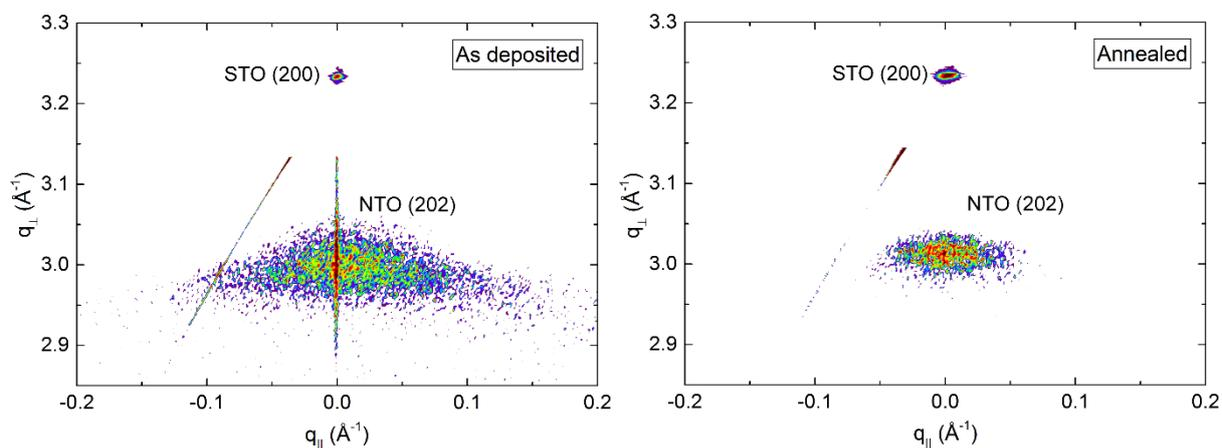 3.3
As deposited
STO (200)
3.2
3.1
NTO (202)
3.0
2.9
-0.2
-0.1
0.0
0.1
0.2
q|| (Å-1)
q⊥ (Å-1)
3.3
Annealed
STO (200)
3.2
3.1
NTO (202)
3.0
2.9
-0.2
-0.1
0.0
0.1
0.2
q|| (Å-1)
q⊥ (Å-1)